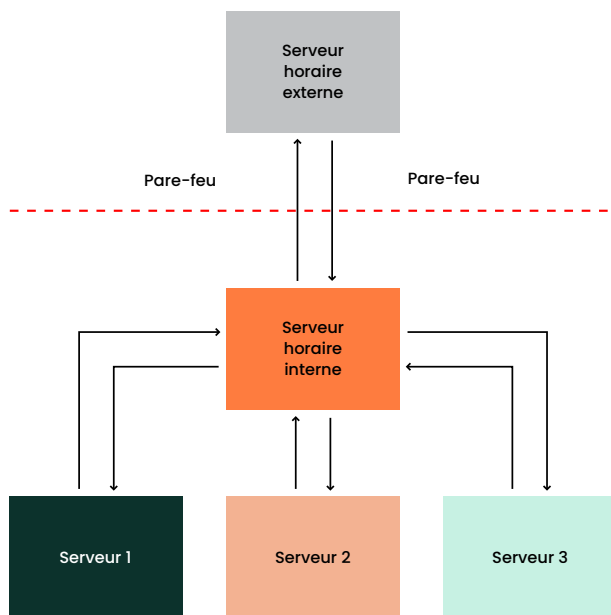 Serveur
horaire
externe
Pare-feu
Pare-feu
Serveur
horaire
interne
Serveur 1
Serveur 2
Serveur 3